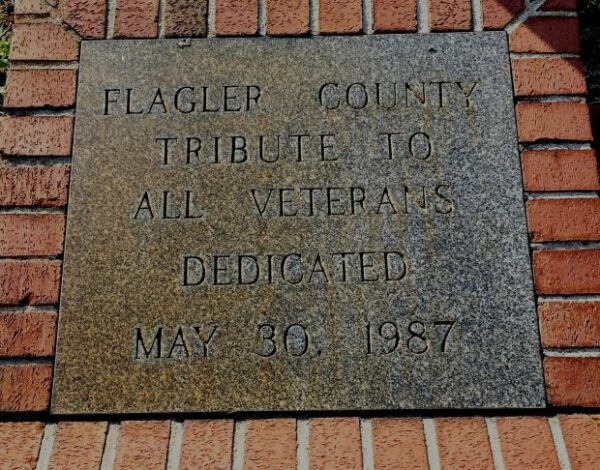 FLAGLER COUNTY
TRIBUTE TO
ALL VETERANS
DEDICATED
MAY 30, 1987